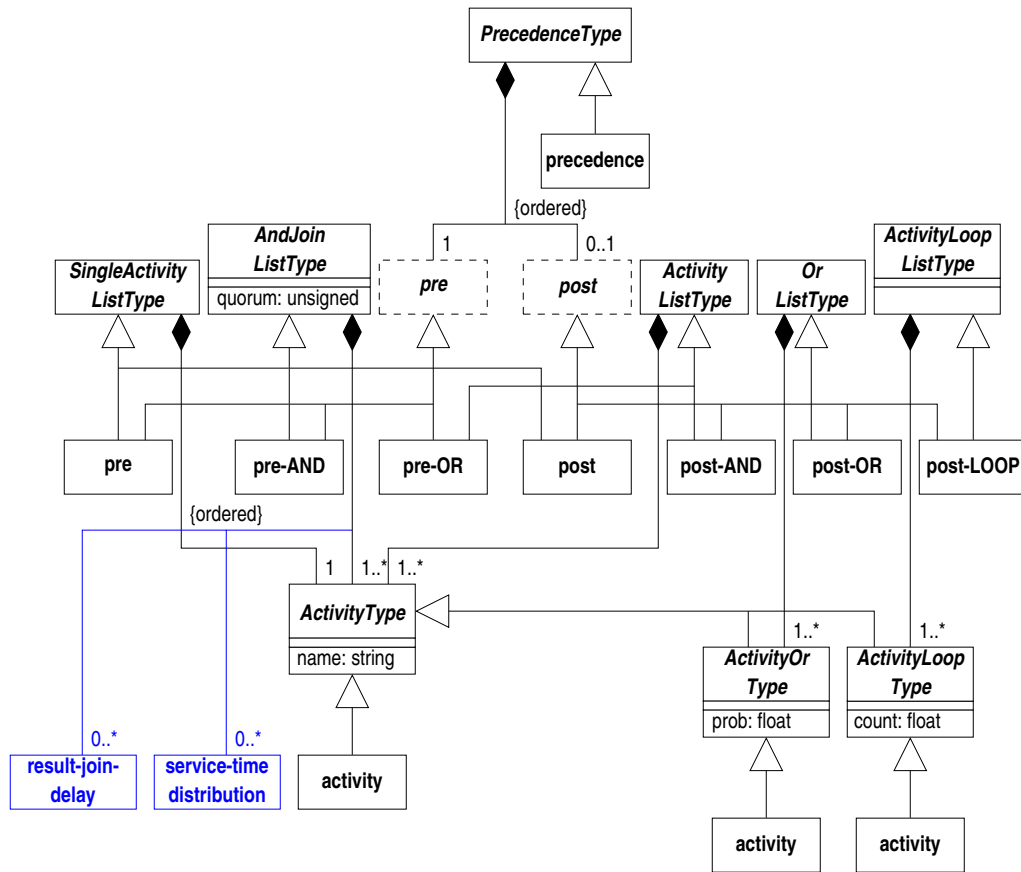 PrecedenceType
precedence
{ordered}
1
0..1
SingleActivity
ListType
AndJoin
ListType
quorum: unsigned
pre
post
Activity
ListType
Or
ListType
ActivityLoop
ListType
pre
pre-AND
pre-OR
post
post-AND
post-OR
post-LOOP
{ordered}
1
1..*
1..*
ActivityType
name: string
1..*
1..*
ActivityOr
Type
prob: float
ActivityLoop
Type
count: float
0..*
0..*
result-join-
delay
service-time
distribution
activity
activity
activity